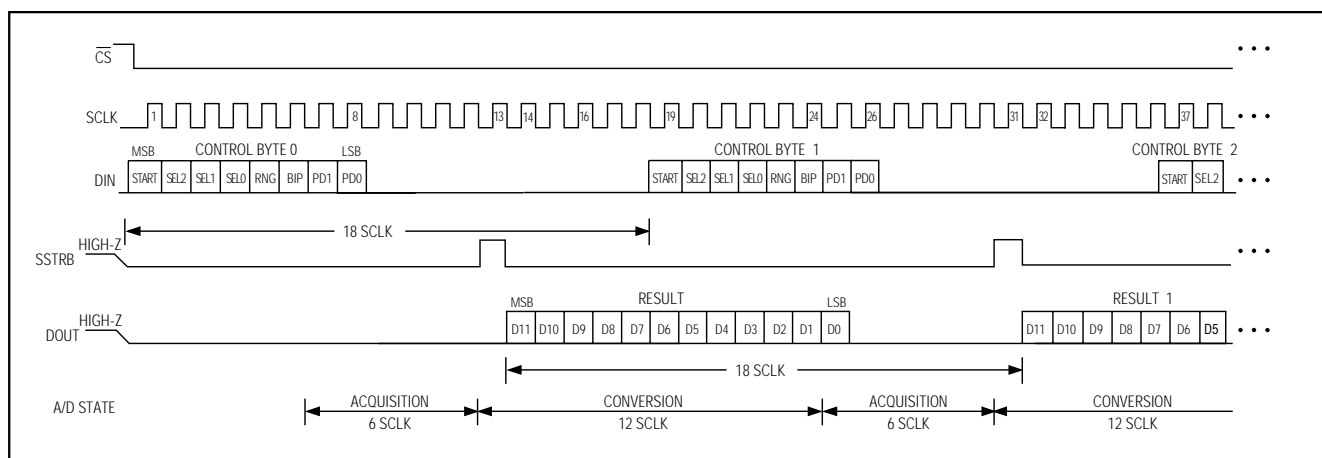 CS • • •
SCLK 1 8 13 14 16 19 24 26 31 32 37 • • •
MSB CONTROL BYTE 0 LSB CONTROL BYTE 1 CONTROL BYTE 2
DIN START SEL2 SEL1 SEL0 RNG BIP PD1 PD0 START SEL2 SEL1 SEL0 RNG BIP PD1 PD0 START SEL2 • • •
18 SCLK
HIGH-Z
SSTRB • • •
MSB RESULT LSB RESULT 1
HIGH-Z
DOUT D11 D10 D9 D8 D7 D6 D5 D4 D3 D2 D1 D0 D11 D10 D9 D8 D7 D6 D5 • • •
18 SCLK
A/D STATE ACQUISITION CONVERSION ACQUISITION CONVERSION
6 SCLK 12 SCLK 6 SCLK 12 SCLK